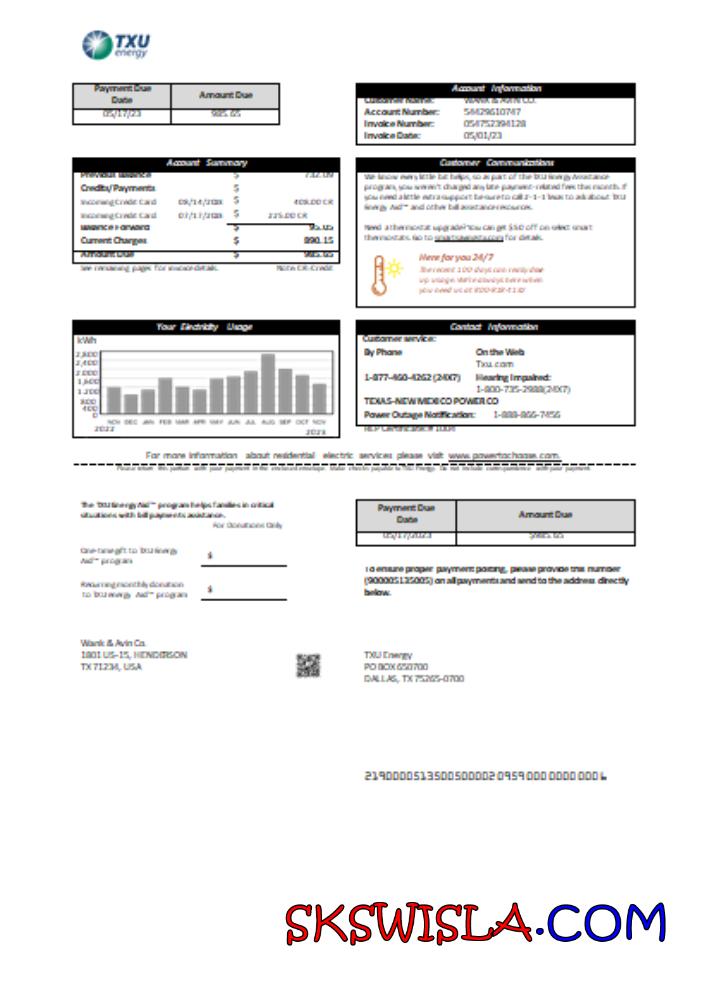 TXU
energy
Payment Due
Date
Amount Due
05/17/23
985.65
Account Information
Customer Name: WANK & AVIN CO.
Account Number: 54429610747
Invoice Number: 054752394128
Invoice Date: 05/01/23
Account Summary
Previous Balance $ 732.09
Credits/Payments $
Incoming Credit Card $ 409.00 CR
Incoming Credit Card 07/17/2023 $ 225.00 CR
Balance Forward $ 95.05
Current Charges $ 890.15
Amount Due $ 985.65
See remaining pages for invoice details. Note: CR-Credit
Customer Communications
We know every little bit helps, so as part of the TXU Energy Assistance
program, you weren't charged any late-payment-related fees this month. If
you need a little extra support be sure to call 2-1-1 Texas to ask about TXU
Energy Aid℠ and other bill assistance resources.
Need a thermostat upgrade? You can get $50 off on select smart
thermostats. Go to for details.
Here for you 24/7
The recent 100 days can really dive
up usage. We're always here when
you need us at
Your Electricity Usage
kWh
2,800
2,400
2,000
1,600
1,200
800
400
0
NOV DEC JAN FEB MAR APR MAY JUN JUL AUG SEP OCT NOV
2022 2023
Contact Information
Customer service:
By Phone On the Web
Txu.com
1-877-460-4262 (24X7) Hearing Impaired:
1-800-735-2988(24X7)
TEXAS-NEW MEXICO POWER CO
Power Outage Notification: 1-888-866-7456
REP Certificate: # 1004
For more information about residential electric services please visit www.powertochoose.com.
Please return this portion with your payment in the enclosed envelope. Make checks payable to TXU Energy. Do not include correspondence with your payment.
The TXU Energy Aid℠ program helps families in critical
situations with bill payments assistance.
For Donations Only
One-time gift to TXU Energy
Aid℠ program $
Recurring monthly donation
to TXU energy Aid℠ program $
Payment Due
Date
Amount Due
05/17/2023
$985.65
To ensure proper payment posting, please provide this number
(900005135005) on all payments and send to the address directly
below.
Wank & Avin Co.
1801 US-15, HENDERSON
TX 71234, USA
TXU Energy
PO BOX 650700
DALLAS, TX 75265-0700
SKSWISLA.COM